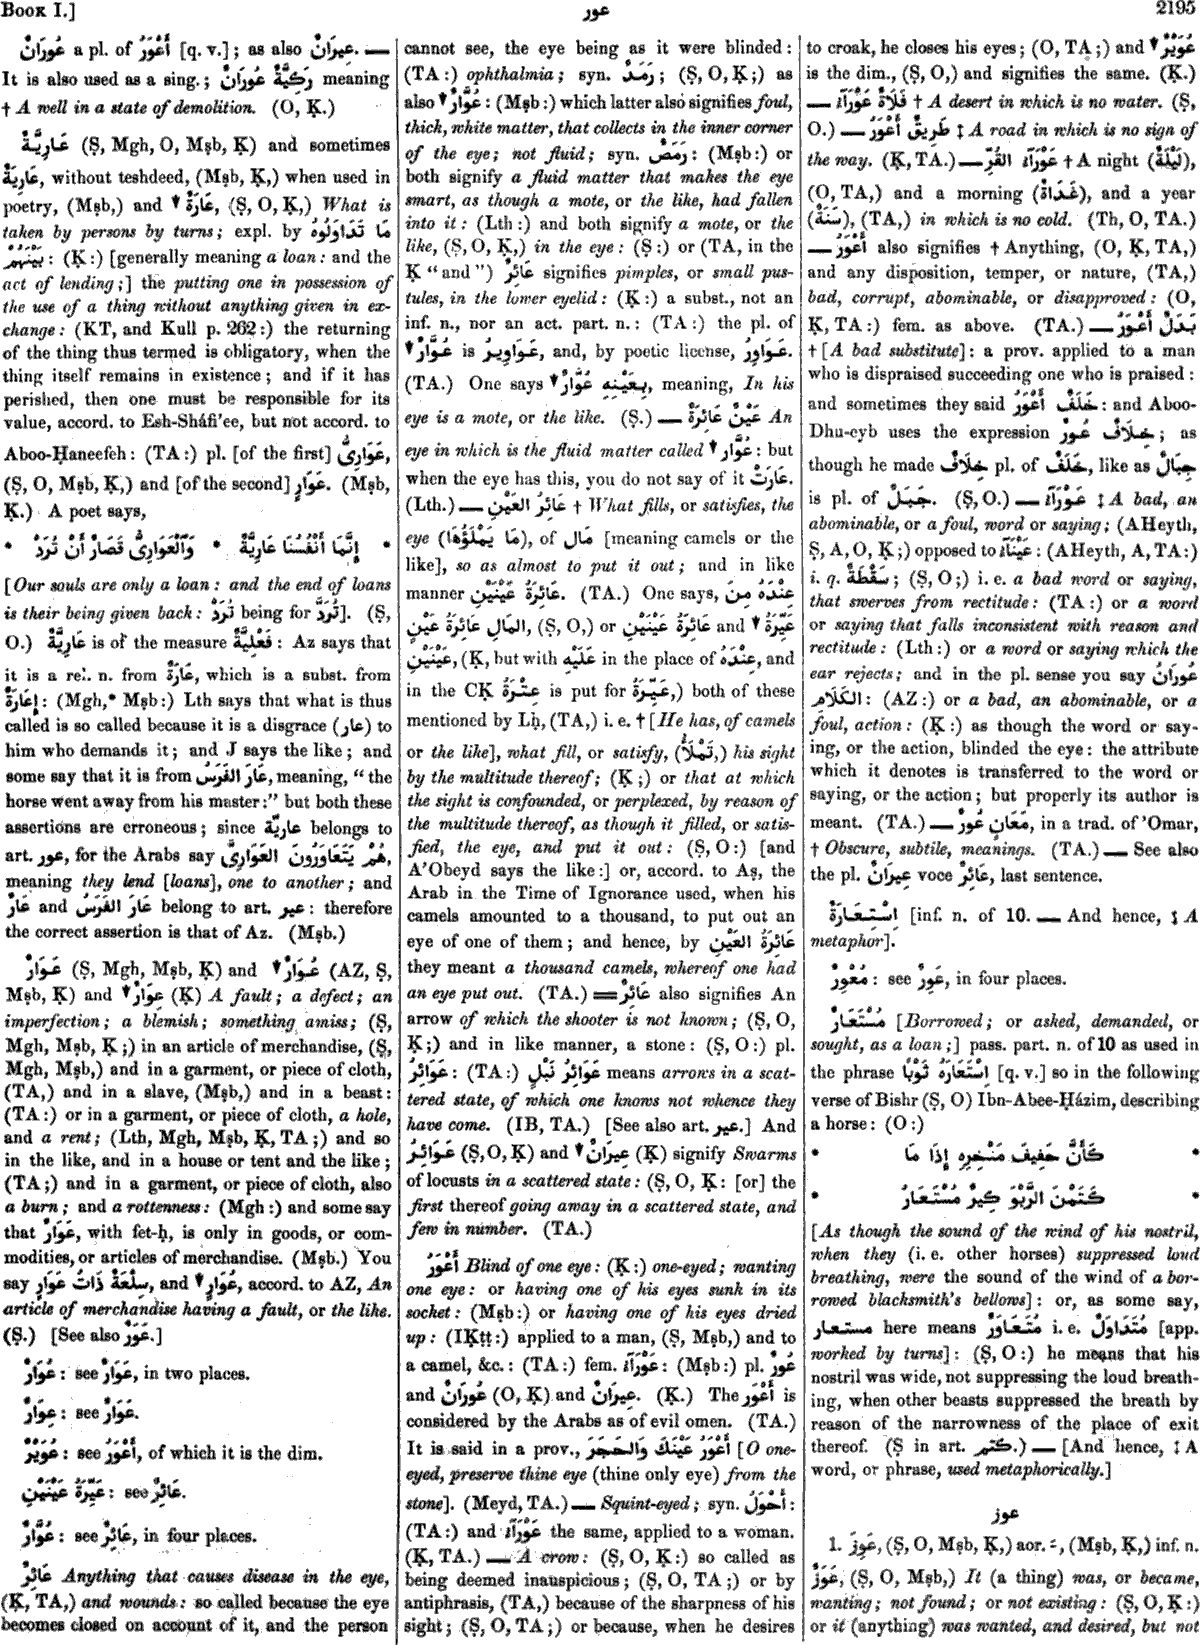 BOOK I.]
عور
2195
عُورَانٌ a pl. of أَعْوَرُ [q. v.]; as also عِيرَانٌ. ―
It is also used as a sing.; رَكِيَّةٌ عُورَانٌ meaning
† A well in a state of demolition. (O, Ḳ.)
عَارِيَّةٌ (Ṣ, Mgh, O, Mṣb, Ḳ) and sometimes
عَارِيَةٌ, without teshdeed, (Mṣb, Ḳ,) when used in
poetry, (Mṣb,) and ▼ عَارَةٌ, (Ṣ, O, Ḳ,) What is
taken by persons by turns; expl. by مَا تَدَاوَلُوهُ
بَيْنَهُمْ: (Ḳ:) [generally meaning a loan: and the
act of lending;] the putting one in possession of
the use of a thing without anything given in ex-
change: (KT, and Kull p. 262:) the returning
of the thing thus termed is obligatory, when the
thing itself remains in existence; and if it has
perished, then one must be responsible for its
value, accord. to Esh-Sháfi'ee, but not accord. to
Aboo-Ḥaneefeh: (TA:) pl. [of the first] عَوَارِىُّ,
(Ṣ, O, Mṣb, Ḳ,) and [of the second] عَوَارٍ. (Mṣb,
Ḳ.) A poet says,
* إِنَّمَا أَنْفُسُنَا عَارِيَّةٌ * وَالْعَوَارِىُّ قَصَارٌ أَنْ تُرَدْ *
[Our souls are only a loan: and the end of loans
is their being given back: تُرَدْ being for تُرَدَّ]. (Ṣ,
O.) عَارِيَّةٌ is of the measure فَعْلِيَّةٌ: Az says that
it is a rel. n. from عَارَةٌ, which is a subst. from
إِعَارَةٌ: (Mgh,* Mṣb:) Lth says that what is thus
called is so called because it is a disgrace (عار) to
him who demands it; and J says the like; and
some say that it is from عَارَ الفَرَسُ, meaning, "the
horse went away from his master:" but both these
assertions are erroneous; since عاريّة belongs to
art. عور, for the Arabs say هُمْ يَتَعَاوَرُونَ العَوَارِىَّ,
meaning they lend [loans], one to another; and
عَارٌ and عَارَ الفَرَسُ belong to art. عير: therefore
the correct assertion is that of Az. (Mṣb.)
عَوَارٌ (Ṣ, Mgh, Mṣb, Ḳ) and ▼ عُوَارٌ (AZ, Ṣ,
Mṣb, Ḳ) and ▼ عِوَارٌ (Ḳ) A fault; a defect; an
imperfection; a blemish; something amiss; (Ṣ,
Mgh, Mṣb, Ḳ;) in an article of merchandise, (Ṣ,
Mgh, Mṣb,) and in a garment, or piece of cloth,
(TA,) and in a slave, (Mṣb,) and in a beast:
(TA:) or in a garment, or piece of cloth, a hole,
and a rent; (Lth, Mgh, Mṣb, Ḳ, TA;) and so
in the like, and in a house or tent and the like;
(TA;) and in a garment, or piece of cloth, also
a burn; and a rottenness: (Mgh:) and some say
that عَوَارٌ, with fet-ḥ, is only in goods, or com-
modities, or articles of merchandise. (Mṣb.) You
say سِلْعَةٌ ذَاتُ عَوَارٍ, and ▼ عُوَارٍ, accord. to AZ, An
article of merchandise having a fault, or the like.
(Ṣ.) [See also عَوَرٌ.]
عُوَارٌ: see عَوَارٌ, in two places.
عِوَارٌ: see عَوَارٌ.
عُوَيْرٌ: see أَعْوَرُ, of which it is the dim.
عَيِّرَةُ عَيْنَيْنِ: see عَائِرٌ.
عُوَّارٌ: see عَائِرٌ, in four places.
عَائِرٌ Anything that causes disease in the eye,
(Ḳ, TA,) and wounds: so called because the eye
becomes closed on account of it, and the person
cannot see, the eye being as it were blinded:
(TA:) ophthalmia; syn. رَمَدٌ; (Ṣ, O, Ḳ;) as
also ▼ عُوَّارٌ: (Mṣb:) which latter also signifies foul,
thick, white matter, that collects in the inner corner
of the eye; not fluid; syn. رَمَصٌ: (Mṣb:) or
both signify a fluid matter that makes the eye
smart, as though a mote, or the like, had fallen
into it: (Lth:) and both signify a mote, or the
like, (Ṣ, O, Ḳ,) in the eye: (Ṣ:) or (TA, in the
Ḳ "and") عَائِرٌ signifies pimples, or small pus-
tules, in the lower eyelid: (Ḳ:) a subst., not an
inf. n., nor an act. part. n.: (TA:) the pl. of
▼ عُوَّارٌ is عَوَاوِيرُ, and, by poetic license, عَوَاوِرُ.
(TA.) One says ▼ بِعَيْنِهِ عُوَّارٌ, meaning, In his
eye is a mote, or the like. (Ṣ.) ― عَيْنٌ عَائِرَةٌ An
eye in which is the fluid matter called ▼ عُوَّار: but
when the eye has this, you do not say of it عَارَتْ.
(Lth.) ― عَائِرُ العَيْنِ † What fills, or satisfies, the
eye (مَا يَمْلَؤُهَا), of مَال [meaning camels or the
like], so as almost to put it out; and in like
manner عَائِرَةُ عَيْنَيْنِ. (TA.) One says, عِنْدَهُ مِنَ
المَالِ عَائِرَةُ عَيْنٍ, (Ṣ, O,) or عَائِرَةُ عَيْنَيْنِ and ▼ عَيِّرَةُ
عَيْنَيْنِ, (Ḳ, but with عَلَيْهِ in the place of عِنْدَهُ, and
in the CḲ عِتْرَةُ is put for عَيِّرَةُ,) both of these
mentioned by Lḥ, (TA,) i. e. † [He has, of camels
or the like], what fill, or satisfy, (تَمْلَأُ,) his sight
by the multitude thereof; (Ḳ;) or that at which
the sight is confounded, or perplexed, by reason of
the multitude thereof, as though it filled, or satis-
fied, the eye, and put it out: (Ṣ, O:) [and
A'Obeyd says the like:] or, accord. to Aṣ, the
Arab in the Time of Ignorance used, when his
camels amounted to a thousand, to put out an
eye of one of them; and hence, by عَائِرَةُ العَيْنِ
they meant a thousand camels, whereof one had
an eye put out. (TA.) ═ عَائِرٌ also signifies An
arrow of which the shooter is not known; (Ṣ, O,
Ḳ;) and in like manner, a stone: (Ṣ, O:) pl.
عَوَائِرُ: (TA:) عَوَائِرُ نَبْلٍ means arrows in a scat-
tered state, of which one knows not whence they
have come. (IB, TA.) [See also art. عير.] And
عَوَائِرُ (Ṣ, O, Ḳ) and ▼ عِيرَانٌ (Ḳ) signify Swarms
of locusts in a scattered state: (Ṣ, O, Ḳ: [or] the
first thereof going away in a scattered state, and
few in number. (TA.)
أَعْوَرُ Blind of one eye: (Ḳ:) one-eyed; wanting
one eye: or having one of his eyes sunk in its
socket: (Mṣb:) or having one of his eyes dried
up: (IḲṭṭ:) applied to a man, (Ṣ, Mṣb,) and to
a camel, &c.: (TA:) fem. عَوْرَآءُ: (Mṣb:) pl. عُورٌ
and عُورَانٌ (O, Ḳ) and عِيرَانٌ. (Ḳ.) The أَعْوَر is
considered by the Arabs as of evil omen. (TA.)
It is said in a prov., أَعْوَرُ عَيْنَكَ وَالحَجَرَ [O one-
eyed, preserve thine eye (thine only eye) from the
stone]. (Meyd, TA.) ― Squint-eyed; syn. أَحْوَلُ:
(TA:) and عَوْرَآءُ the same, applied to a woman.
(Ḳ, TA.) ― A crow: (Ṣ, O, Ḳ:) so called as
being deemed inauspicious; (Ṣ, O, TA;) or by
antiphrasis, (TA,) because of the sharpness of his
sight; (Ṣ, O, TA;) or because, when he desires
to croak, he closes his eyes; (O, TA;) and ▼ عُوَيْرٌ
is the dim., (Ṣ, O,) and signifies the same. (Ḳ.)
― فَلَاةٌ عَوْرَآءُ † A desert in which is no water. (Ṣ,
O.) ― طَرِيقٌ أَعْوَرُ ‡ A road in which is no sign of
the way. (Ḳ, TA.) ― عَوْرَآءُ القُرِّ † A night (لَيْلَةٌ),
(O, TA,) and a morning (غَدَاةٌ), and a year
(سَنَةٌ), (TA,) in which is no cold. (Th, O, TA.)
― أَعْوَرُ also signifies † Anything, (O, Ḳ, TA,)
and any disposition, temper, or nature, (TA,)
bad, corrupt, abominable, or disapproved: (O,
Ḳ, TA:) fem. as above. (TA.) ― بَدَلٌ أَعْوَرُ
† [A bad substitute]: a prov. applied to a man
who is dispraised succeeding one who is praised:
and sometimes they said خَلَفٌ أَعْوَرُ: and Aboo-
Dhu-eyb uses the expression خِلَافٌ عُورٌ; as
though he made خِلَافٌ pl. of خَلَفٌ, like as جِبَالٌ
is pl. of جَبَلٌ. (Ṣ, O.) ― عَوْرَآءُ ‡ A bad, an
abominable, or a foul, word or saying; (AHeyth,
Ṣ, A, O, Ḳ;) opposed to عَيْنَآءُ: (AHeyth, A, TA:)
i. q. سَقْطَةٌ; (Ṣ, O;) i. e. a bad word or saying,
that swerves from rectitude: (TA:) or a word
or saying that falls inconsistent with reason and
rectitude: (Lth:) or a word or saying which the
ear rejects; and in the pl. sense you say عُورَانُ
الكَلَامِ: (AZ:) or a bad, an abominable, or a
foul, action: (Ḳ:) as though the word or say-
ing, or the action, blinded the eye: the attribute
which it denotes is transferred to the word or
saying, or the action; but properly its author is
meant. (TA.) ― مَعَانٍ عُورٌ, in a trad. of 'Omar,
† Obscure, subtile, meanings. (TA.) ― See also
the pl. عِيرَانٌ voce عَائِرٌ, last sentence.
اِسْتِعَارَةٌ [inf. n. of 10. ― And hence, ‡ A
metaphor].
مُعْوِرٌ: see عَوِرٌ, in four places.
مُسْتَعَارٌ [Borrowed; or asked, demanded, or
sought, as a loan;] pass. part. n. of 10 as used in
the phrase اِسْتَعَارَهُ ثَوْبًا [q. v.] so in the following
verse of Bishr (Ṣ, O) Ibn-Abee-Ḥázim, describing
a horse: (O:)
* كَأَنَّ حَفِيفَ مَنْخِرِهِ إِذَا مَا *
* كَتَمْنَ الرَّبْوَ كِيرٌ مُسْتَعَارُ *
[As though the sound of the wind of his nostril,
when they (i. e. other horses) suppressed loud
breathing, were the sound of the wind of a bor-
rowed blacksmith's bellows]: or, as some say,
مستعار here means مُتَعَاوَرٌ i. e. مُتَدَاوَلٌ [app.
worked by turns]: (Ṣ, O:) he means that his
nostril was wide, not suppressing the loud breath-
ing, when other beasts suppressed the breath by
reason of the narrowness of the place of exit
thereof. (Ṣ in art. كتم.) ― [And hence, ‡ A
word, or phrase, used metaphorically.]
عوز
1. عَوِزَ, (Ṣ, O, Mṣb, Ḳ,) aor. ـَ, (Mṣb, Ḳ,) inf. n.
عَوَزٌ, (Ṣ, O, Mṣb,) It (a thing) was, or became,
wanting; not found; or not existing: (Ṣ, O, Ḳ:)
or it (anything) was wanted, and desired, but not